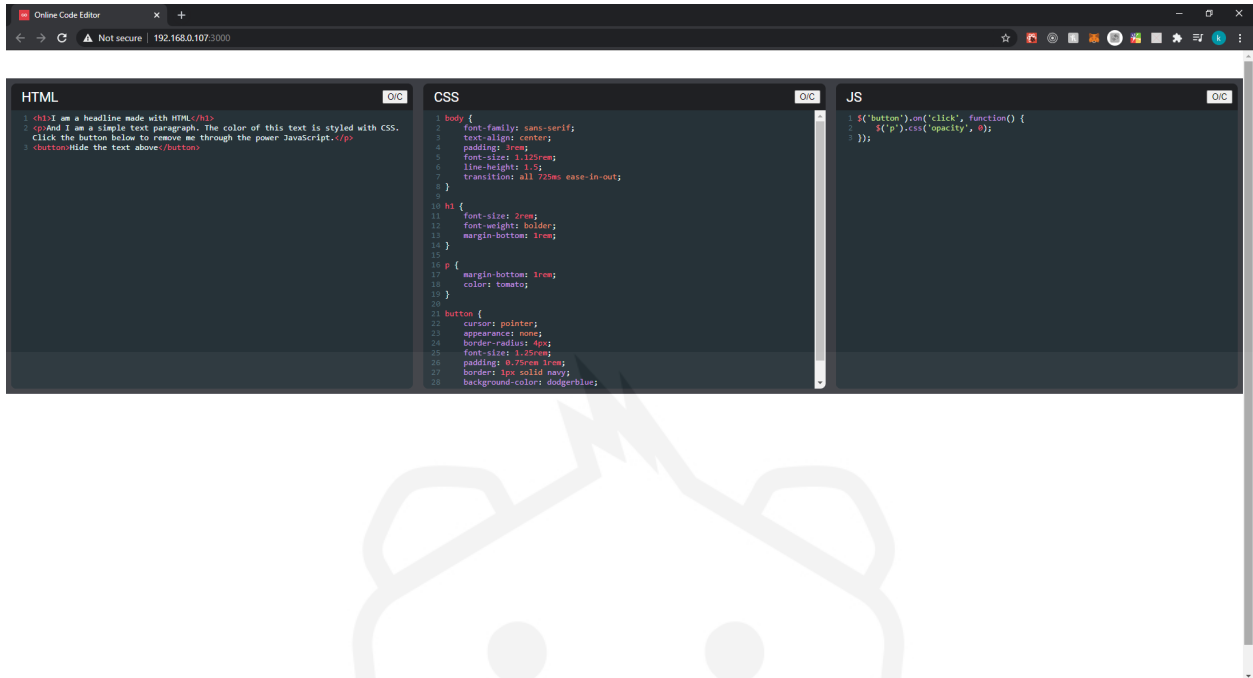 Online Code Editor
Not secure | 192.168.0.107:3000
HTML
O/C
1 <h1>I am a headline made with HTML</h1>
2 <p>And I am a simple text paragraph. The color of this text is styled with CSS.
Click the button below to remove me through the power JavaScript.</p>
3 <button>Hide the text above</button>
CSS
O/C
1 body {
2 font-family: sans-serif;
3 text-align: center;
4 padding: 3rem;
5 font-size: 1.125rem;
6 line-height: 1.5;
7 transition: all 725ms ease-in-out;
8 }
9
10 h1 {
11 font-size: 2rem;
12 font-weight: bolder;
13 margin-bottom: 1rem;
14 }
15
16 p {
17 margin-bottom: 1rem;
18 color: tomato;
19 }
20
21 button {
22 cursor: pointer;
23 appearance: none;
24 border-radius: 4px;
25 font-size: 1.25rem;
26 padding: 0.75rem 1rem;
27 border: 1px solid navy;
28 background-color: dodgerblue;
JS
O/C
1 $('button').on('click', function() {
2 $('p').css('opacity', 0);
3 });